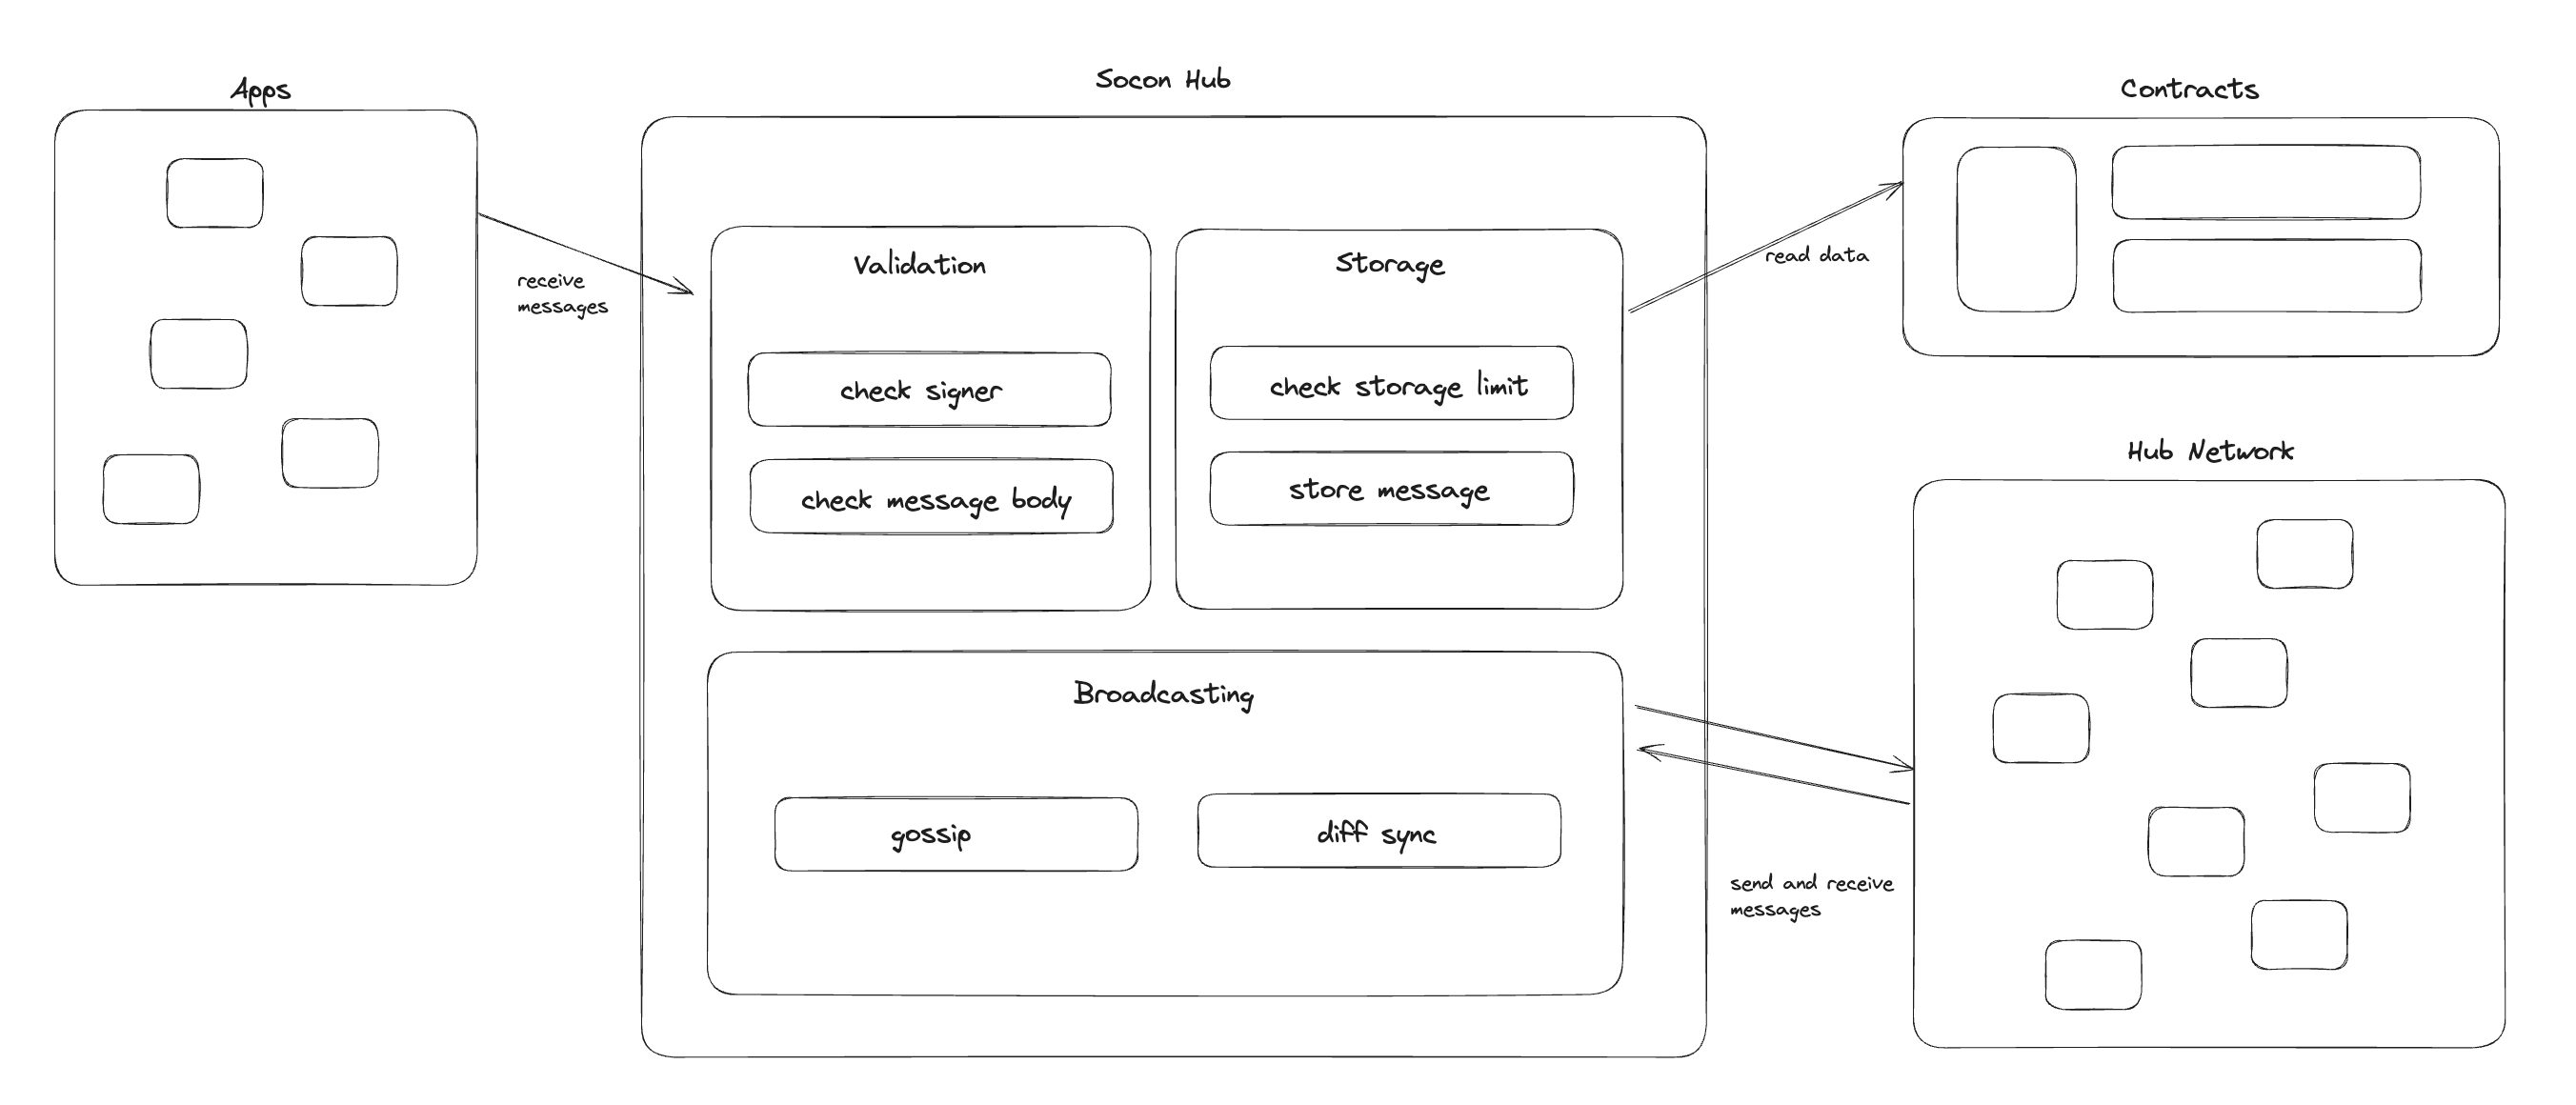 Apps
receive
messages
Socon Hub
Validation
check signer
check message body
Storage
check storage limit
store message
Broadcasting
gossip
diff sync
read data
Contracts
Hub Network
send and receive
messages